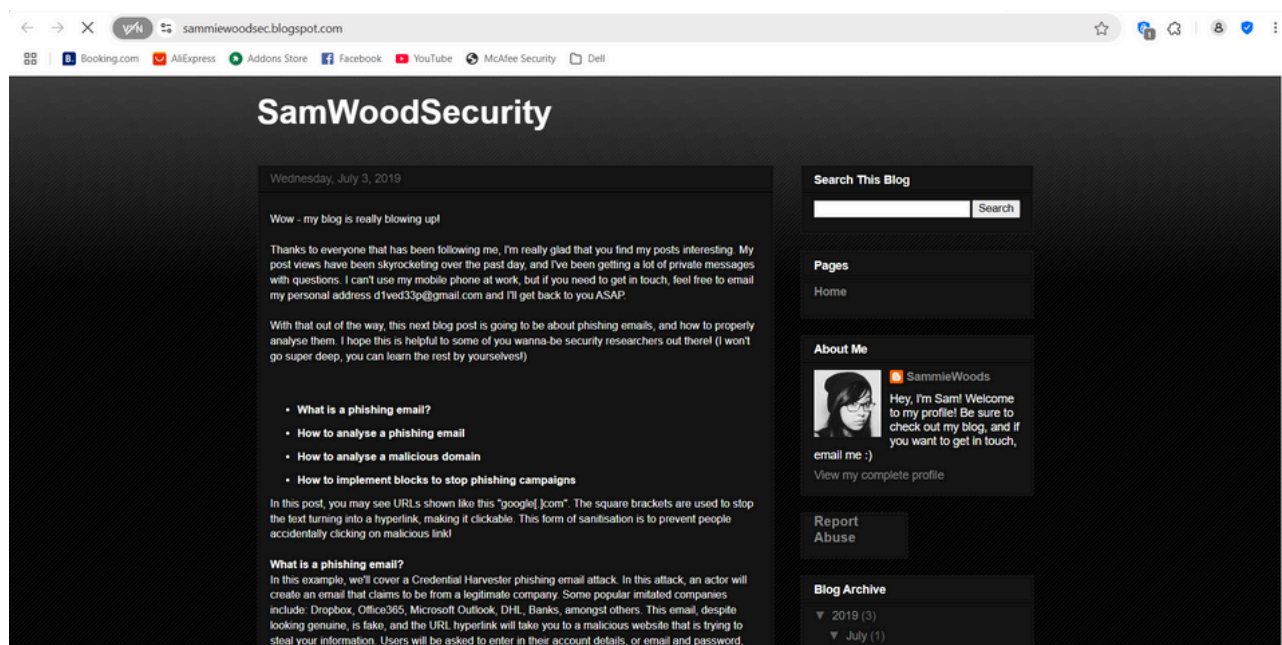 VPN
sammiewoodsec.blogspot.com
1
8
B. Booking.com
AliExpress
Addons Store
Facebook
YouTube
McAfee Security
Dell
SamWoodSecurity
Wednesday, July 3, 2019
Wow - my blog is really blowing up!
Thanks to everyone that has been following me, I'm really glad that you find my posts interesting. My
post views have been skyrocketing over the past day, and I've been getting a lot of private messages
with questions. I can't use my mobile phone at work, but if you need to get in touch, feel free to email
my personal address d1ved33p@gmail.com and I'll get back to you ASAP.
With that out of the way, this next blog post is going to be about phishing emails, and how to properly
analyse them. I hope this is helpful to some of you wanna-be security researchers out there! (I won't
go super deep, you can learn the rest by yourselves!)
• What is a phishing email?
• How to analyse a phishing email
• How to analyse a malicious domain
• How to implement blocks to stop phishing campaigns
In this post, you may see URLs shown like this "google[.]com". The square brackets are used to stop
the text turning into a hyperlink, making it clickable. This form of sanitisation is to prevent people
accidentally clicking on malicious link!
What is a phishing email?
In this example, we'll cover a Credential Harvester phishing email attack. In this attack, an actor will
create an email that claims to be from a legitimate company. Some popular imitated companies
include: Dropbox, Office365, Microsoft Outlook, DHL, Banks, amongst others. This email, despite
looking genuine, is fake, and the URL hyperlink will take you to a malicious website that is trying to
steal your information. Users will be asked to enter in their account details, or email and password,
Search This Blog
Search
Pages
Home
About Me
SammieWoods
Hey, I'm Sam! Welcome
to my profile! Be sure to
check out my blog, and if
you want to get in touch,
email me :)
View my complete profile
Report
Abuse
Blog Archive
▼ 2019 (3)
▼ July (1)